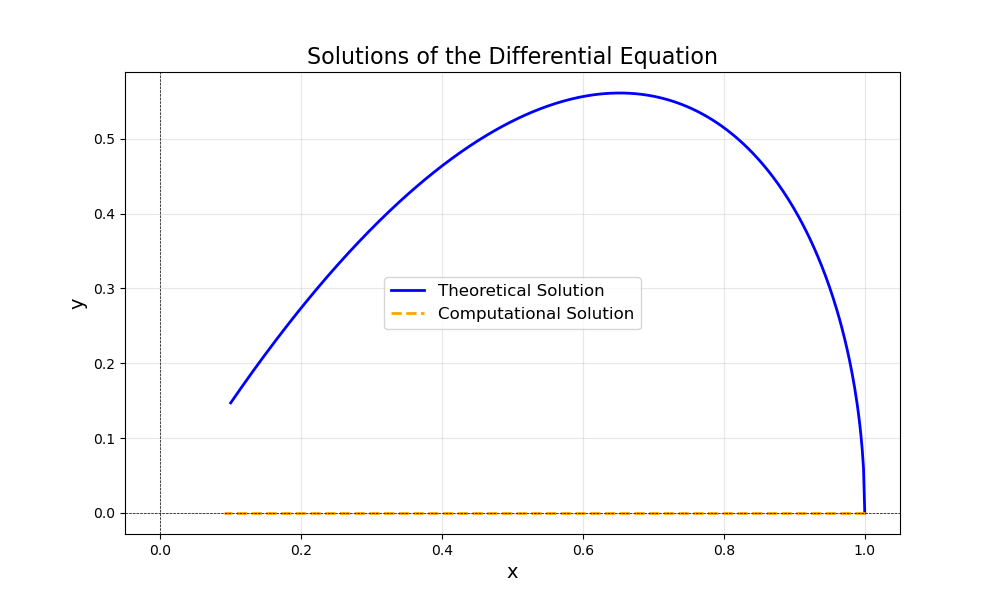 Solutions of the Differential Equation
y
0.5
0.4
0.3
0.2
0.1
0.0
Theoretical Solution
Computational Solution
0.0 0.2 0.4 0.6 0.8 1.0
x